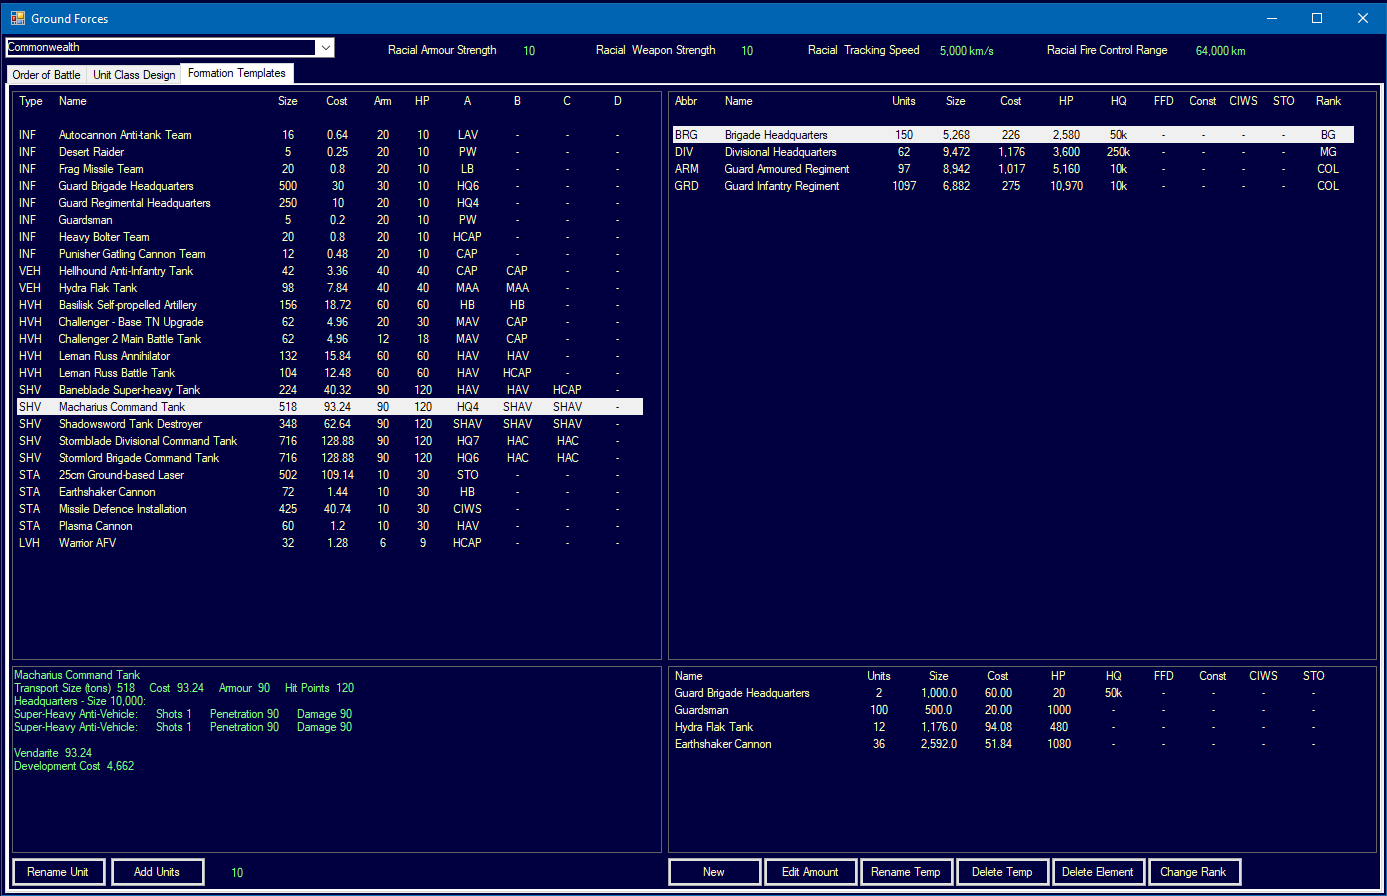 Ground Forces
Commonwealth
Racial Amour Strength 10 Racial Weapon Strength 10 Racial Tracking Speed 5,000 km/s Racial Fire Control Range 64,000 km
Order of Battle Unit Class Design Formation Templates
Type Name Size Cost Arm HP A B C D
INF Autocannon Anti-tank Team 16 0.64 20 10 LAV - - -
INF Desert Raider 5 0.25 20 10 PW - - -
INF Frag Missile Team 20 0.8 20 10 LB - - -
INF Guard Brigade Headquarters 500 30 30 10 HQ6 - - -
INF Guard Regimental Headquarters 250 10 20 10 HQ4 - - -
INF Guardsman 5 0.2 20 10 PW - - -
INF Heavy Bolter Team 20 0.8 20 10 HCAP - - -
INF Punisher Gatling Cannon Team 12 0.48 20 10 CAP - - -
VEH Hellhound Anti-Infantry Tank 42 3.36 40 40 CAP CAP - -
VEH Hydra Flak Tank 98 7.84 40 40 MAA MAA - -
HVH Basilisk Self-propelled Artillery 156 18.72 60 60 HB HB - -
HVH Challenger - Base TN Upgrade 62 4.96 20 30 MAV CAP - -
HVH Challenger 2 Main Battle Tank 62 4.96 12 18 MAV CAP - -
HVH Leman Russ Annihilator 132 15.84 60 60 HAV HAV - -
HVH Leman Russ Battle Tank 104 12.48 60 60 HAV HCAP - -
SHV Baneblade Super-heavy Tank 224 40.32 90 120 HAV HAV HCAP -
SHV Macharius Command Tank 518 93.24 90 120 HQ4 SHAV SHAV -
SHV Shadowsword Tank Destroyer 348 62.64 90 120 SHAV SHAV SHAV -
SHV Stormblade Divisional Command Tank 716 128.88 90 120 HQ7 HAC HAC -
SHV Stormlord Brigade Command Tank 716 128.88 90 120 HQ6 HAC HAC -
STA 25cm Ground-based Laser 502 109.14 10 30 STO - - -
STA Earthshaker Cannon 72 1.44 10 30 HB - - -
STA Missile Defence Installation 425 40.74 10 30 CIWS - - -
STA Plasma Cannon 60 1.2 10 30 HAV - - -
LVH Warrior AFV 32 1.28 6 9 HCAP - - -
Abbr Name Units Size Cost HP HQ FFD Const CIWS STO Rank
BRG Brigade Headquarters 150 5,268 226 2,580 50k - - - - BG
DIV Divisional Headquarters 62 9,472 1,176 3,600 250k - - - - MG
ARM Guard Armoured Regiment 97 8,942 1,017 5,160 10k - - - - COL
GRD Guard Infantry Regiment 1097 6,882 275 10,970 10k - - - - COL
Macharius Command Tank
Transport Size (tons) 518 Cost 93.24 Armour 90 Hit Points 120
Headquarters - Size 10,000:
Super-Heavy Anti-Vehicle: Shots 1 Penetration 90 Damage 90
Super-Heavy Anti-Vehicle: Shots 1 Penetration 90 Damage 90
Vendarite 93.24
Development Cost 4,662
Name Units Size Cost HP HQ FFD Const CIWS STO
Guard Brigade Headquarters 2 1,000.0 60.00 20 50k - - - -
Guardsman 100 500.0 20.00 1000 - - - - -
Hydra Flak Tank 12 1,176.0 94.08 480 - - - - -
Earthshaker Cannon 36 2,592.0 51.84 1080 - - - - -
Rename Unit Add Units 10 New Edit Amount Rename Temp Delete Temp Delete Element Change Rank